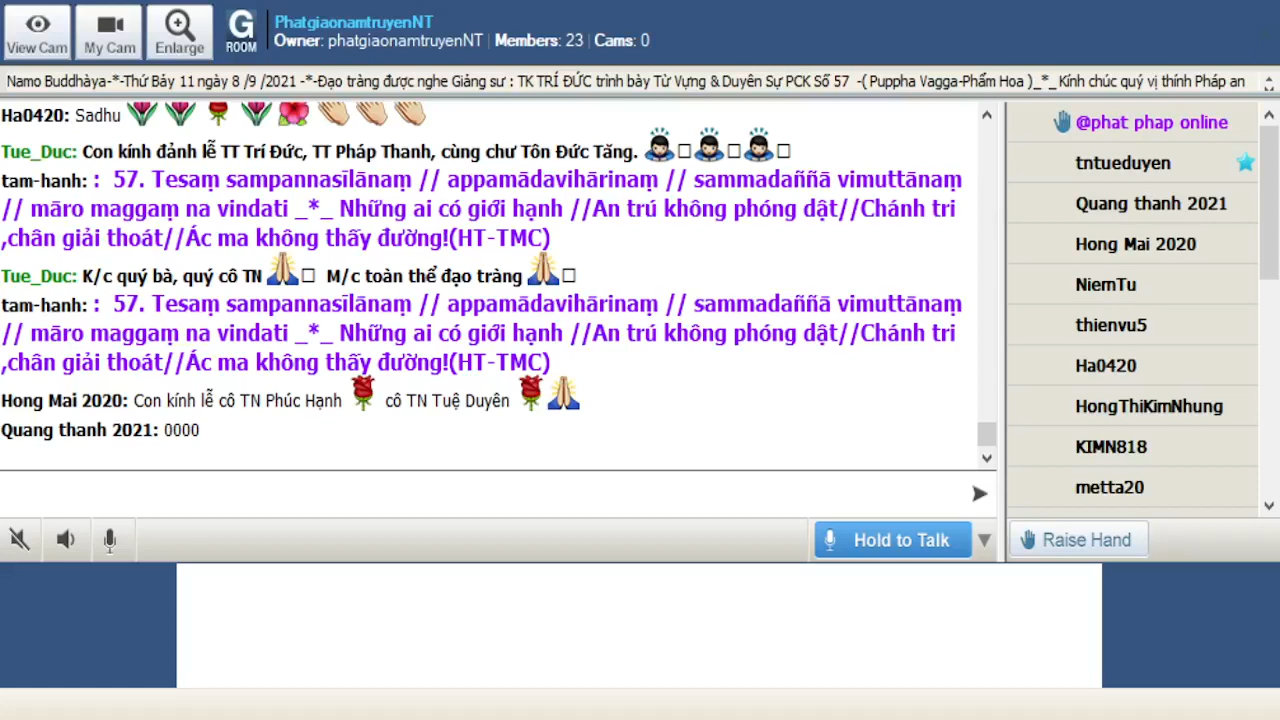 View Cam
My Cam
Enlarge
G
ROOM
PhatgiaonamtruyenNT
Owner: phatgiaonamtruyenNT | Members: 23 | Cams: 0
Namo Buddhàya-*-Thứ Bảy 11 ngày 8 /9 /2021 -*-Đạo tràng được nghe Giảng sư : TK TRÍ ĐỨC trình bày Từ Vựng & Duyên Sự PCK Số 57 -( Puppha Vagga-Phẩm Hoa )_*_Kính chúc quý vị thính Pháp an
Ha0420: Sadhu
Tue_Duc: Con kính đảnh lễ TT Trí Đức, TT Pháp Thanh, cùng chư Tôn Đức Tăng.
tam-hanh: : 57. Tesaṃ sampannasīlānaṃ // appamādavihārinaṃ // sammadaññā vimuttānaṃ
// māro maggaṃ na vindati _*_ Những ai có giới hạnh //An trú không phóng dật//Chánh tri
,chân giải thoát//Ác ma không thấy đường!(HT-TMC)
Tue_Duc: K/c quý bà, quý cô TN M/c toàn thể đạo tràng
tam-hanh: : 57. Tesaṃ sampannasīlānaṃ // appamādavihārinaṃ // sammadaññā vimuttānaṃ
// māro maggaṃ na vindati _*_ Những ai có giới hạnh //An trú không phóng dật//Chánh tri
,chân giải thoát//Ác ma không thấy đường!(HT-TMC)
Hong Mai 2020: Con kính lễ cô TN Phúc Hạnh cô TN Tuệ Duyên
Quang thanh 2021: 0000
@phat phap online
tntueduyen
Quang thanh 2021
Hong Mai 2020
NiemTu
thienvu5
Ha0420
HongThiKimNhung
KIMN818
metta20
Hold to Talk
Raise Hand